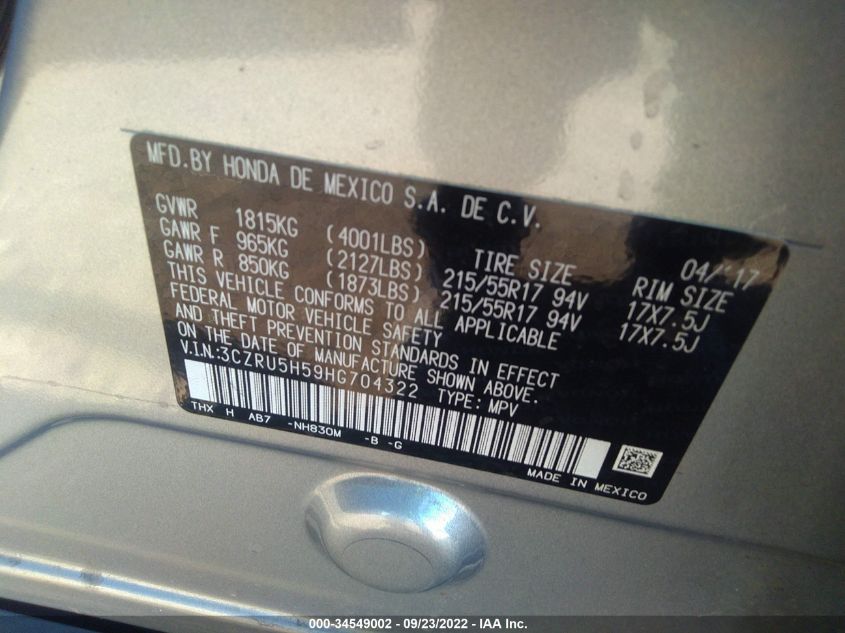 MFD.BY HONDA DE MEXICO S.A. DE C.V.
04/'17
GVWR 1815KG (4001LBS) TIRE SIZE RIM SIZE
GAWR F 965KG (2127LBS) 215/55R17 94V 17X7.5J
GAWR R 850KG (1873LBS) 215/55R17 94V 17X7.5J
THIS VEHICLE CONFORMS TO ALL APPLICABLE
FEDERAL MOTOR VEHICLE SAFETY
AND THEFT PREVENTION STANDARDS IN EFFECT
ON THE DATE OF MANUFACTURE SHOWN ABOVE.
V.I.N.:3CZRU5H59HG704322 TYPE: MPV
THX H AB7 -NH830M -B -G
MADE IN MEXICO
000-34549002 - 09/23/2022 - IAA Inc.